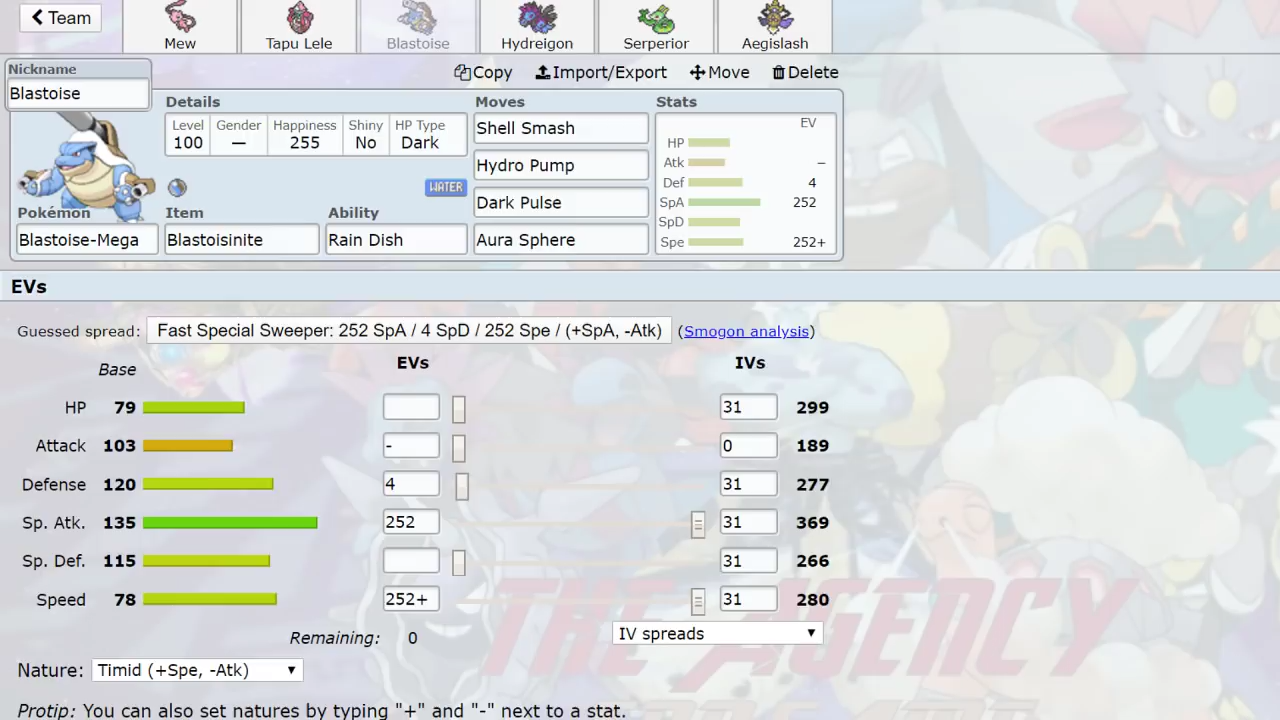 Team
Mew
Tapu Lele
Blastoise
Hydreigon
Serperior
Aegislash
Copy Import/Export Move Delete
Nickname
Blastoise
Details
Level Gender Happiness Shiny HP Type
100 — 255 No Dark
WATER
Pokémon Item Ability
Blastoise-Mega Blastoisinite Rain Dish
Moves
Shell Smash
Hydro Pump
Dark Pulse
Aura Sphere
Stats
EV
HP
Atk –
Def 4
SpA 252
SpD
Spe 252+
EVs
Guessed spread: Fast Special Sweeper: 252 SpA / 4 SpD / 252 Spe / (+SpA, -Atk) (Smogon analysis)
Base EVs IVs
HP 79 31 299
Attack 103 - 0 189
Defense 120 4 31 277
Sp. Atk. 135 252 31 369
Sp. Def. 115 31 266
Speed 78 252+ 31 280
Remaining: 0 IV spreads
Nature: Timid (+Spe, -Atk)
Protip: You can also set natures by typing "+" and "-" next to a stat.
THE AGENCY